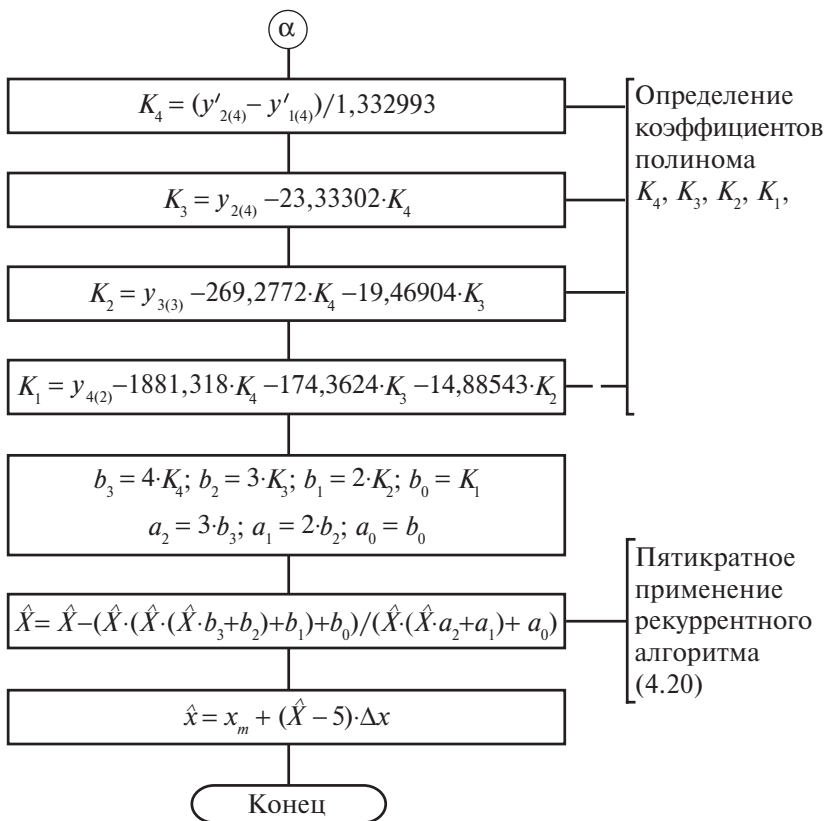 α
K₄ = (y′₂₍₄₎ – y′₁₍₄₎)/1,332993
K₃ = y₂₍₄₎ –23,33302·K₄
K₂ = y₃₍₃₎ –269,2772·K₄ –19,46904·K₃
K₁ = y₄₍₂₎ –1881,318·K₄ –174,3624·K₃ –14,88543·K₂
Определение
коэффициентов
полинома
K₄, K₃, K₂, K₁,
b₃ = 4·K₄; b₂ = 3·K₃; b₁ = 2·K₂; b₀ = K₁
a₂ = 3·b₃; a₁ = 2·b₂; a₀ = b₀
X̂ = X̂–(X̂·(X̂·(X̂·b₃+b₂)+b₁)+b₀)/(X̂·(X̂·a₂+a₁)+ a₀)
Пятикратное
применение
рекуррентного
алгоритма
(4.20)
x̂ = xₘ + (X̂ – 5)·Δx
Конец